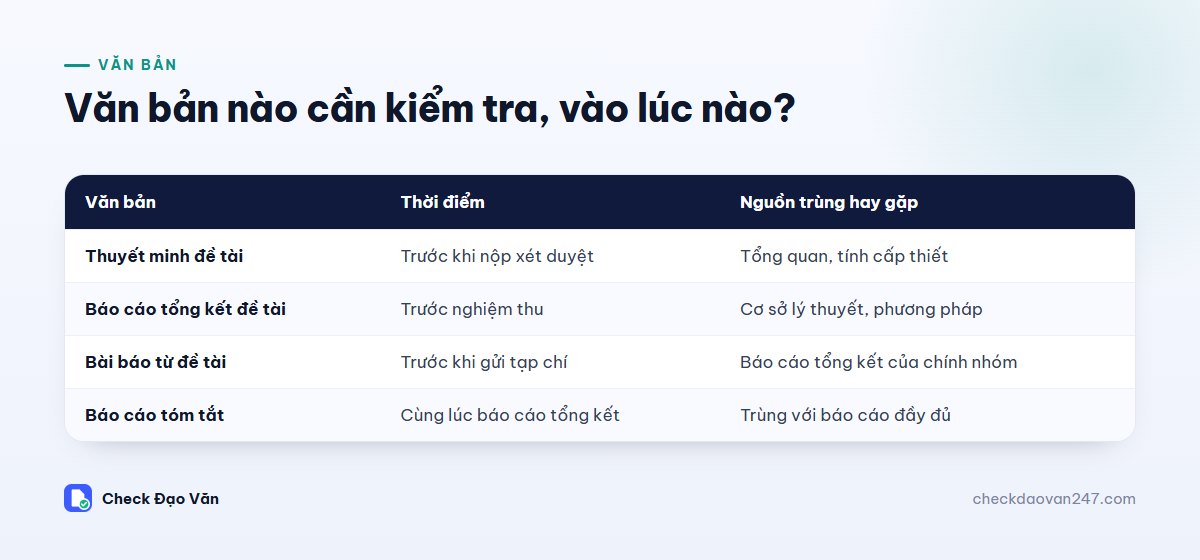 VĂN BẢN
Văn bản nào cần kiểm tra, vào lúc nào?
Văn bản Thời điểm Nguồn trùng hay gặp
Thuyết minh đề tài Trước khi nộp xét duyệt Tổng quan, tính cấp thiết
Báo cáo tổng kết đề tài Trước nghiệm thu Cơ sở lý thuyết, phương pháp
Bài báo từ đề tài Trước khi gửi tạp chí Báo cáo tổng kết của chính nhóm
Báo cáo tóm tắt Cùng lúc báo cáo tổng kết Trùng với báo cáo đầy đủ
Check Đạo Văn checkdaovan247.com